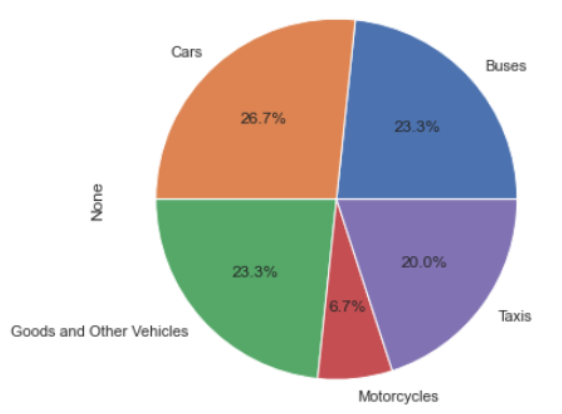 Cars
Buses
26.7%
23.3%
None
23.3%
20.0%
6.7%
Goods and Other Vehicles
Taxis
Motorcycles